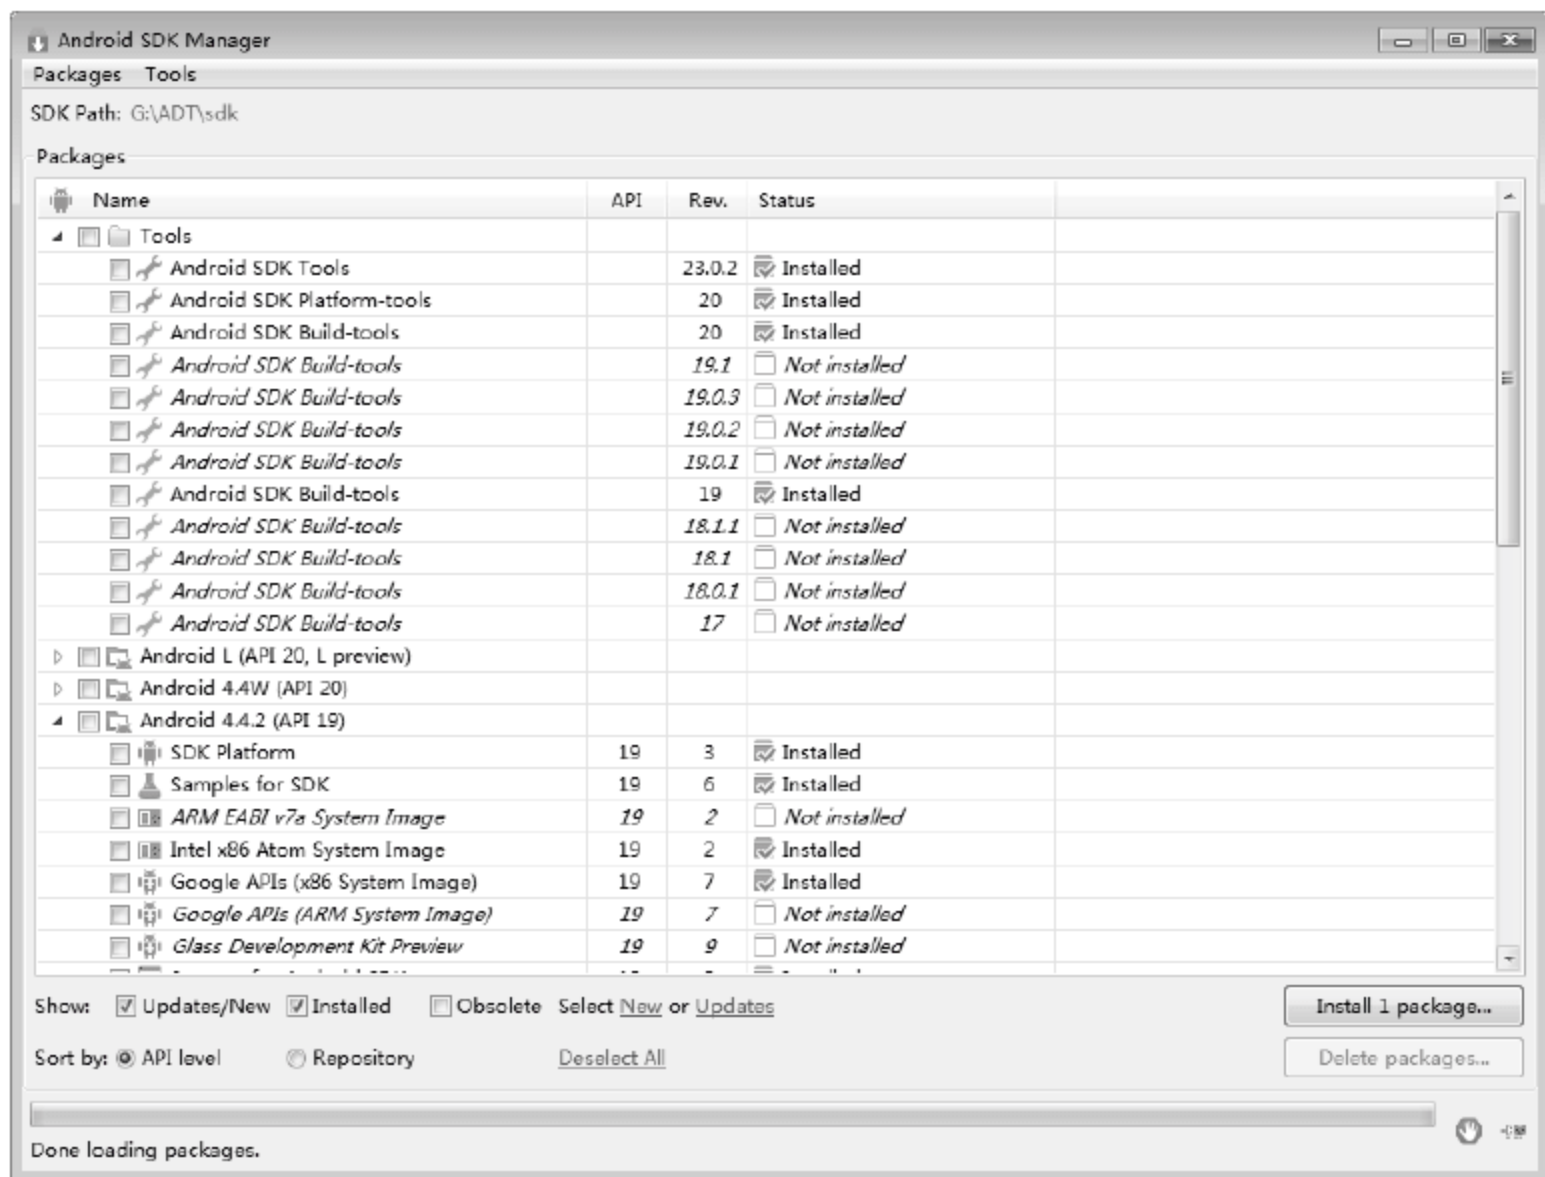 Android SDK Manager
Packages Tools
SDK Path: G:\ADT\sdk
Packages
Name API Rev. Status
Tools
Android SDK Tools 23.0.2 Installed
Android SDK Platform-tools 20 Installed
Android SDK Build-tools 20 Installed
Android SDK Build-tools 19.1 Not installed
Android SDK Build-tools 19.0.3 Not installed
Android SDK Build-tools 19.0.2 Not installed
Android SDK Build-tools 19.0.1 Not installed
Android SDK Build-tools 19 Installed
Android SDK Build-tools 18.1.1 Not installed
Android SDK Build-tools 18.1 Not installed
Android SDK Build-tools 18.0.1 Not installed
Android SDK Build-tools 17 Not installed
Android L (API 20, L preview)
Android 4.4W (API 20)
Android 4.4.2 (API 19)
SDK Platform 19 3 Installed
Samples for SDK 19 6 Installed
ARM EABI v7a System Image 19 2 Not installed
Intel x86 Atom System Image 19 2 Installed
Google APIs (x86 System Image) 19 7 Installed
Google APIs (ARM System Image) 19 7 Not installed
Glass Development Kit Preview 19 9 Not installed
Show: Updates/New Installed Obsolete Select New or Updates Install 1 package...
Sort by: API level Repository Deselect All Delete packages...
Done loading packages.